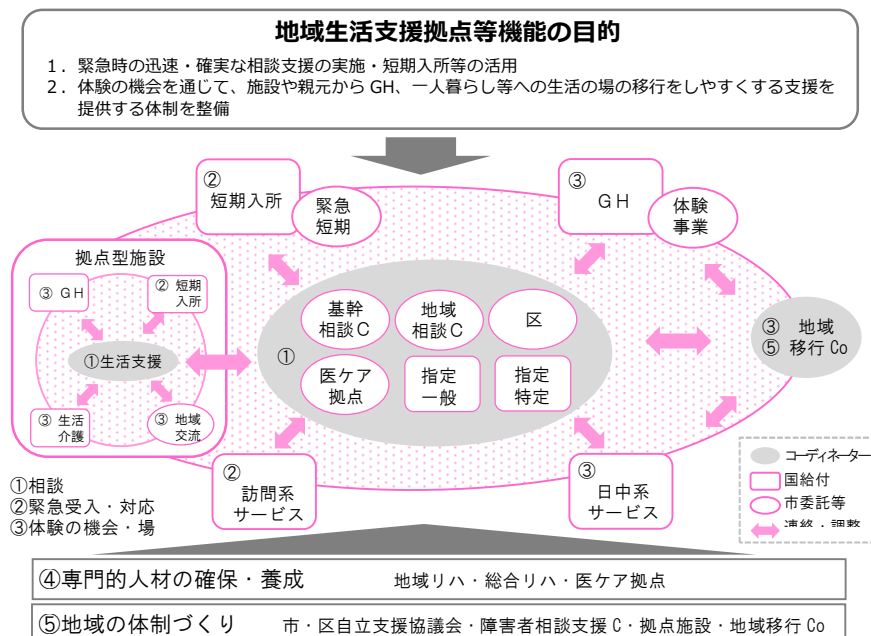 地域生活支援拠点等機能の目的
1．緊急時の迅速・確実な相談支援の実施・短期入所等の活用
2．体験の機会を通じて、施設や親元から GH、一人暮らし等への生活の場の移行をしやすくする支援を
提供する体制を整備
②
短期入所
緊急
短期
③
ＧＨ
体験
事業
拠点型施設
③ ＧＨ
② 短期
入所
①生活支援
③ 生活
介護
③ 地域
交流
①
基幹
相談Ｃ
地域
相談Ｃ
区
医ケア
拠点
指定
一般
指定
特定
③ 地域
⑤ 移行 Co
②
訪問系
サービス
③
日中系
サービス
①相談
②緊急受入・対応
③体験の機会・場
コーディネーター
国給付
市委託等
連絡・調整
④専門的人材の確保・養成 地域リハ・総合リハ・医ケア拠点
⑤地域の体制づくり 市・区自立支援協議会・障害者相談支援 C・拠点施設・地域移行 Co